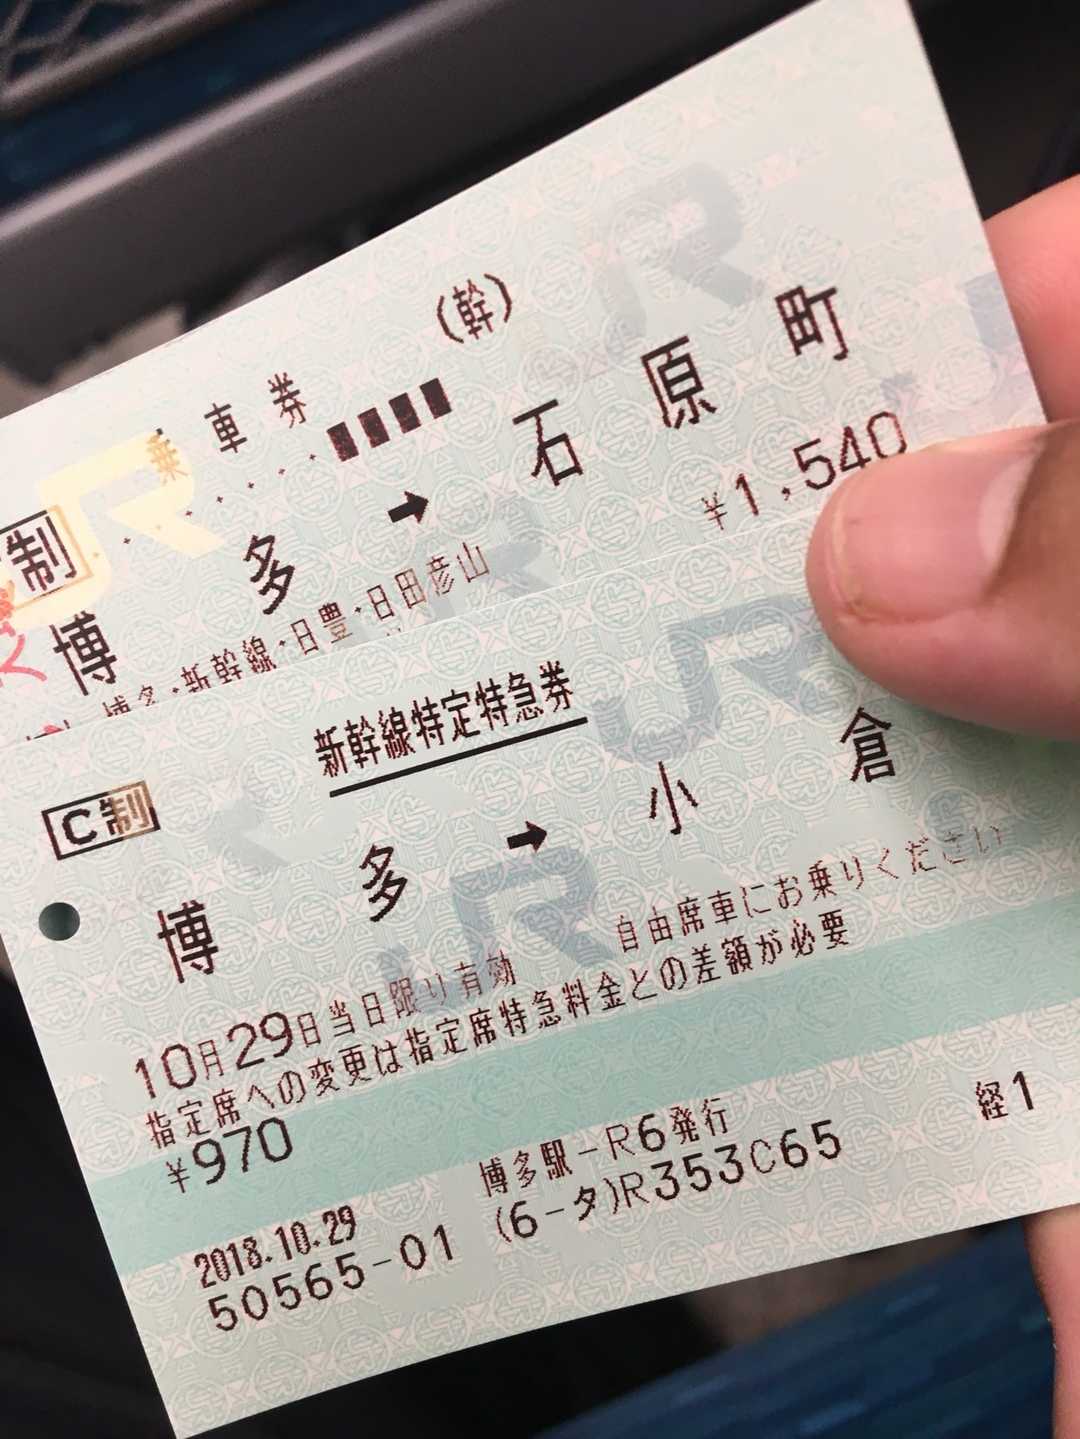 乗車券 (幹)
制
博多 → 石原町
¥1,540
博多・新幹線・日豊・日田彦山
JR
新幹線特定特急券
C制
博多 → 小倉
10月29日当日限り有効 自由席車にお乗りください
指定席への変更は指定席特急料金との差額が必要
¥970
博多駅-R6発行 経1
2018.10.29 (6-タ)R353C65
50565-01